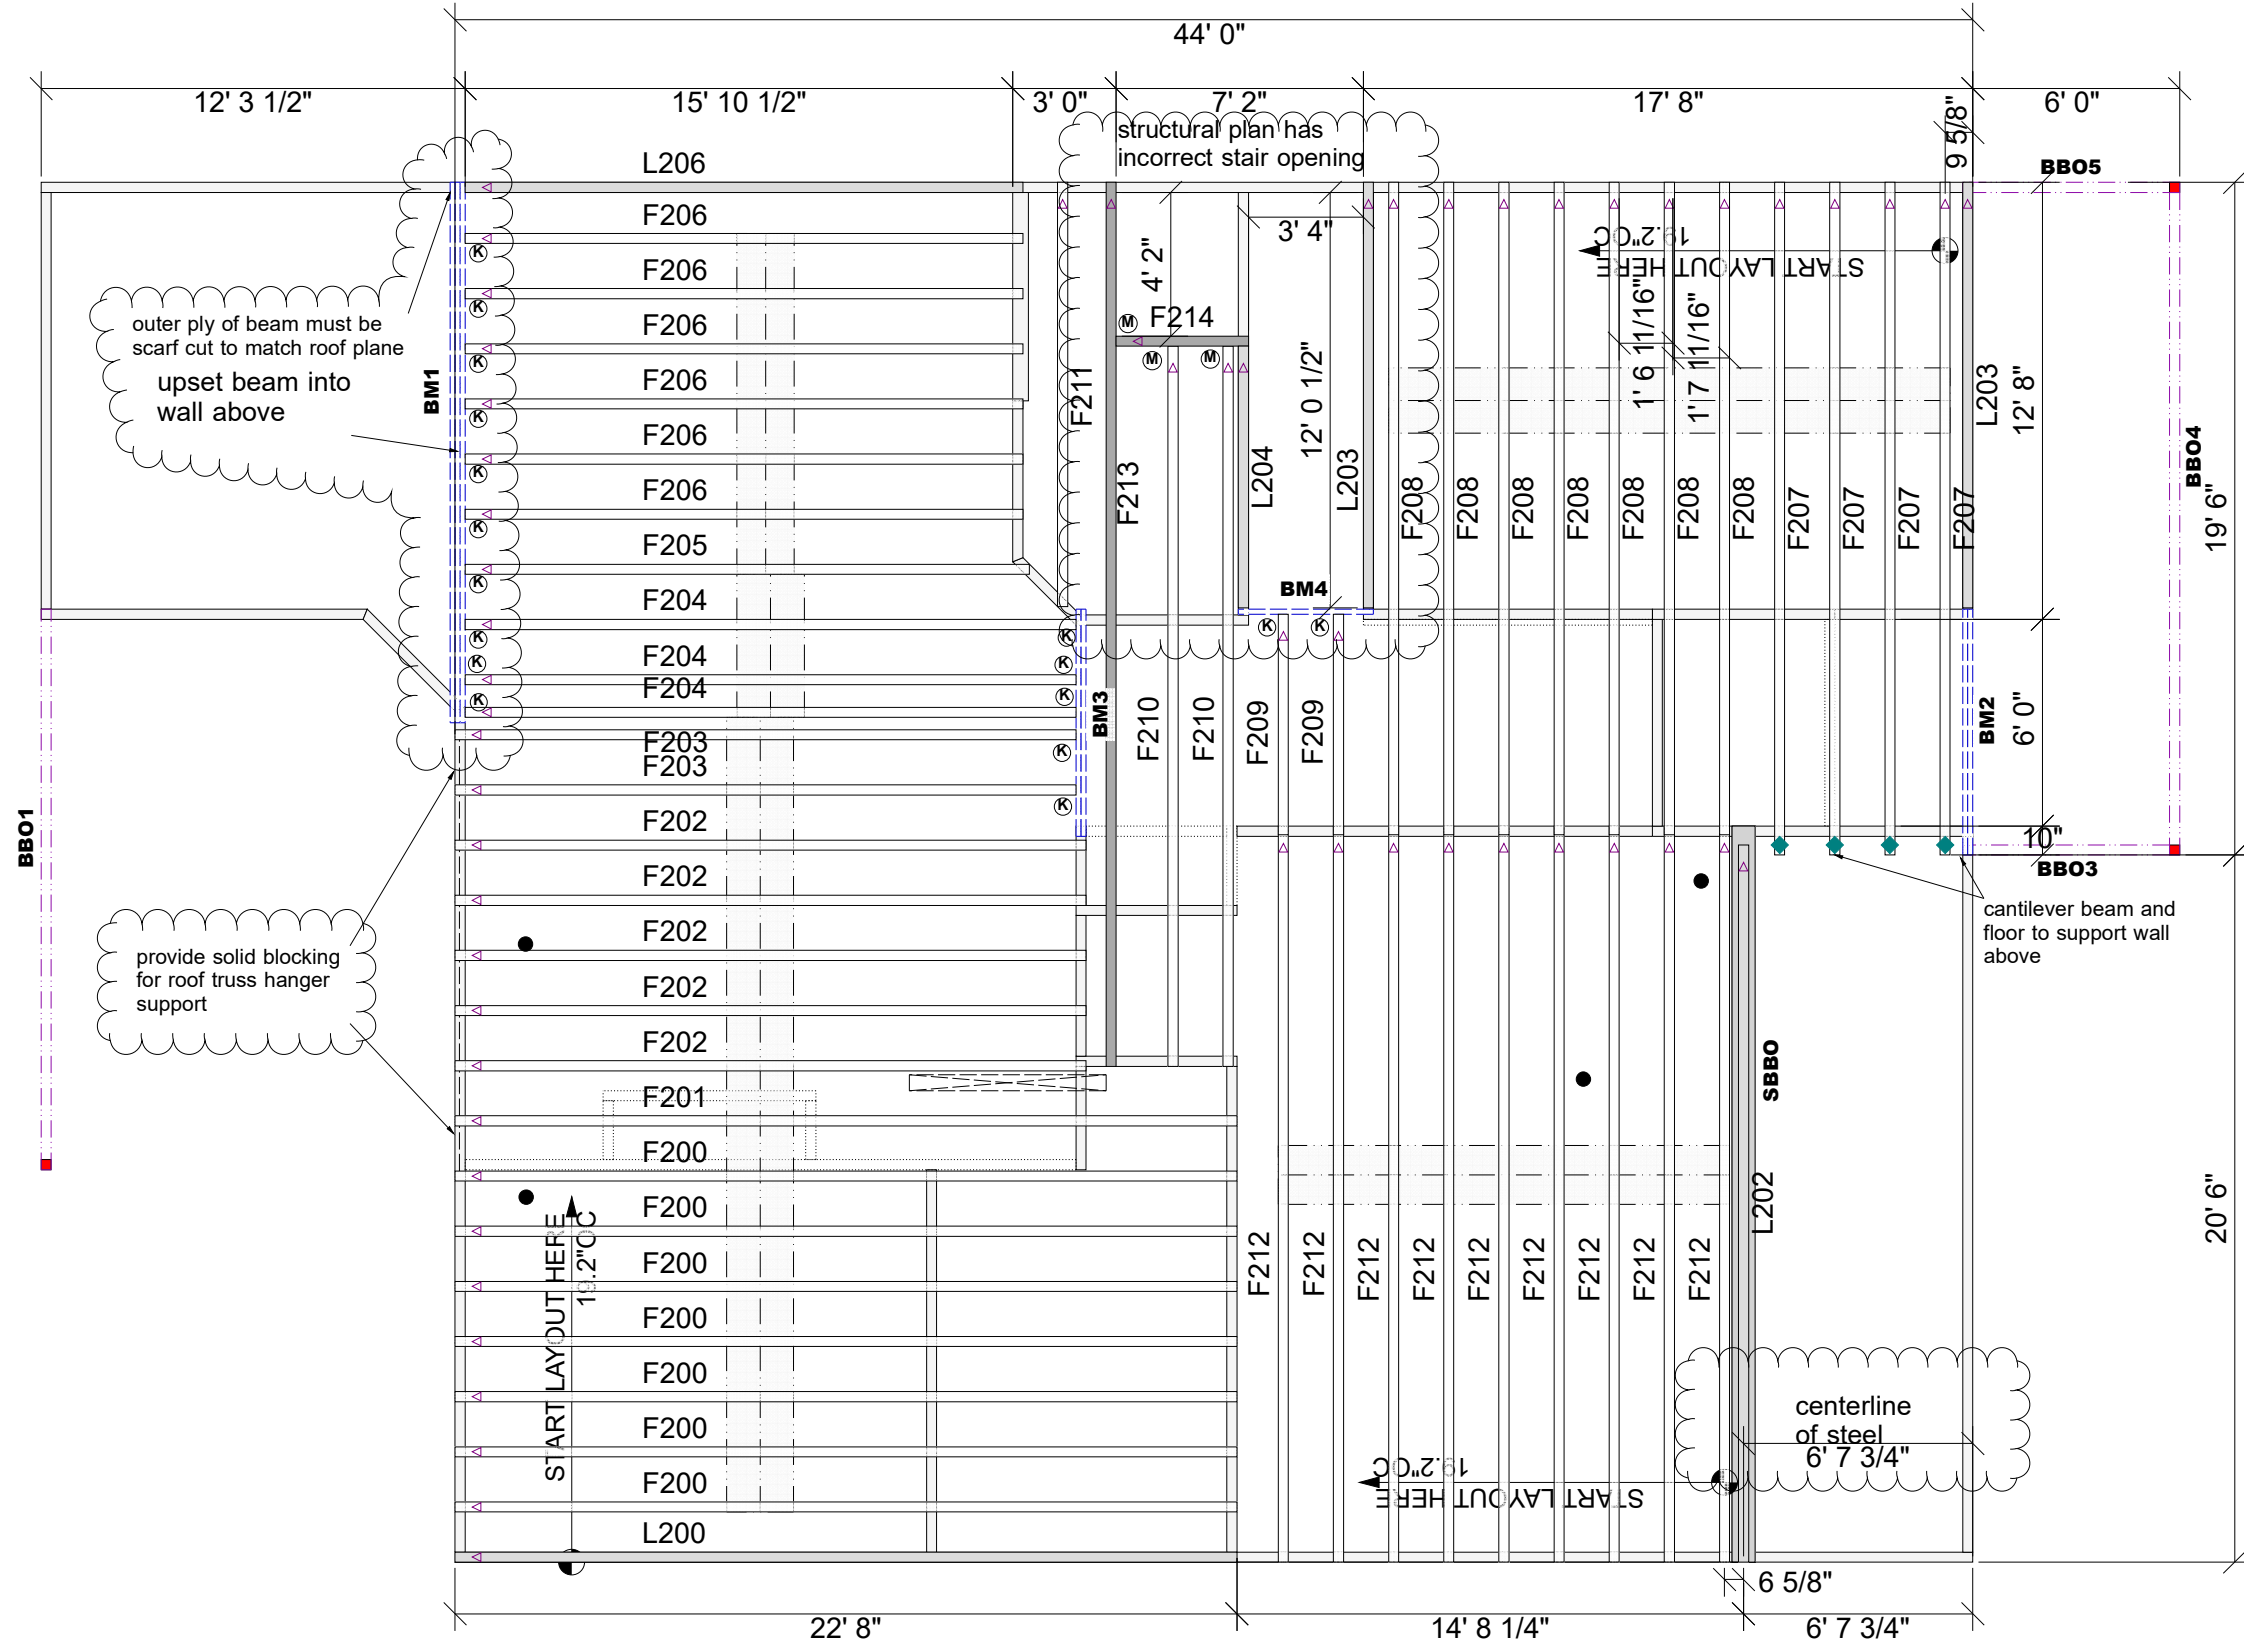 44' 0"
12' 3 1/2"
15' 10 1/2"
3' 0"
7' 2"
17' 8"
6' 0"
9 5/8"
structural plan has
incorrect stair opening
BBO5
L206
F206
K
F206
K
F206
K
F206
K
F206
K
F206
K
F205
K
F204
K
K
F204
K
K
F204
K
K
F203
F203
K
K
F202
F202
F202
F202
F202
F201
F200
F200
F200
F200
F200
F200
F200
L200
outer ply of beam must be
scarf cut to match roof plane
upset beam into
wall above
BM1
3' 4"
4' 2"
M
F214
M
M
F211
F213
L204
12' 0 1/2"
L203
BM4
K
K
19.2"OC
START LAYOUT HERE
1' 6 11/16"
1' 7 11/16"
F208
F208
F208
F208
F208
F208
F208
F207
F207
F207
F207
L203
12' 8"
BBO4
19' 6"
BM3
F210
F210
F209
F209
BM2
6' 0"
10"
BBO3
cantilever beam and
floor to support wall
above
BBO1
provide solid blocking
for roof truss hanger
support
START LAYOUT HERE
19.2"OC
SBBO
L202
20' 6"
F212
F212
F212
F212
F212
F212
F212
F212
F212
centerline
of steel
6' 7 3/4"
19.2"OC
START LAYOUT HERE
6 5/8"
22' 8"
14' 8 1/4"
6' 7 3/4"